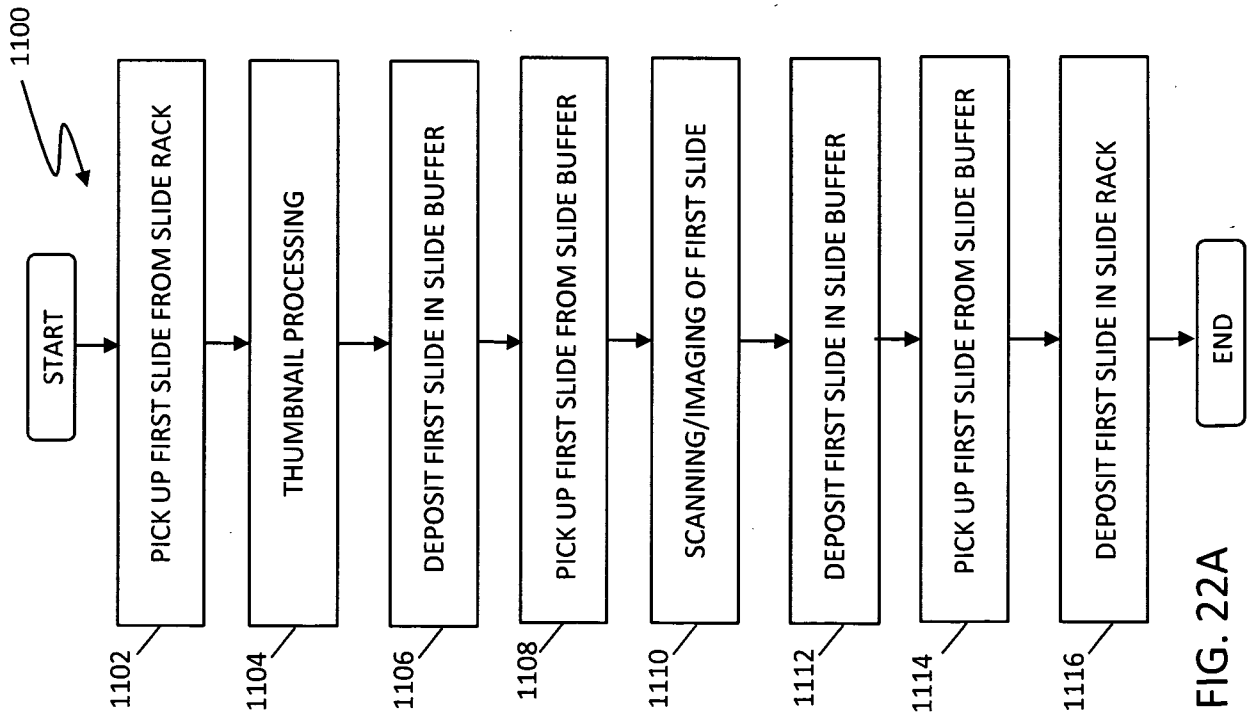 1100
START
1102
PICK UP FIRST SLIDE FROM SLIDE RACK
1104
THUMBNAIL PROCESSING
1106
DEPOSIT FIRST SLIDE IN SLIDE BUFFER
1108
PICK UP FIRST SLIDE FROM SLIDE BUFFER
1110
SCANNING/IMAGING OF FIRST SLIDE
1112
DEPOSIT FIRST SLIDE IN SLIDE BUFFER
1114
PICK UP FIRST SLIDE FROM SLIDE BUFFER
1116
DEPOSIT FIRST SLIDE IN SLIDE RACK
END
FIG. 22A